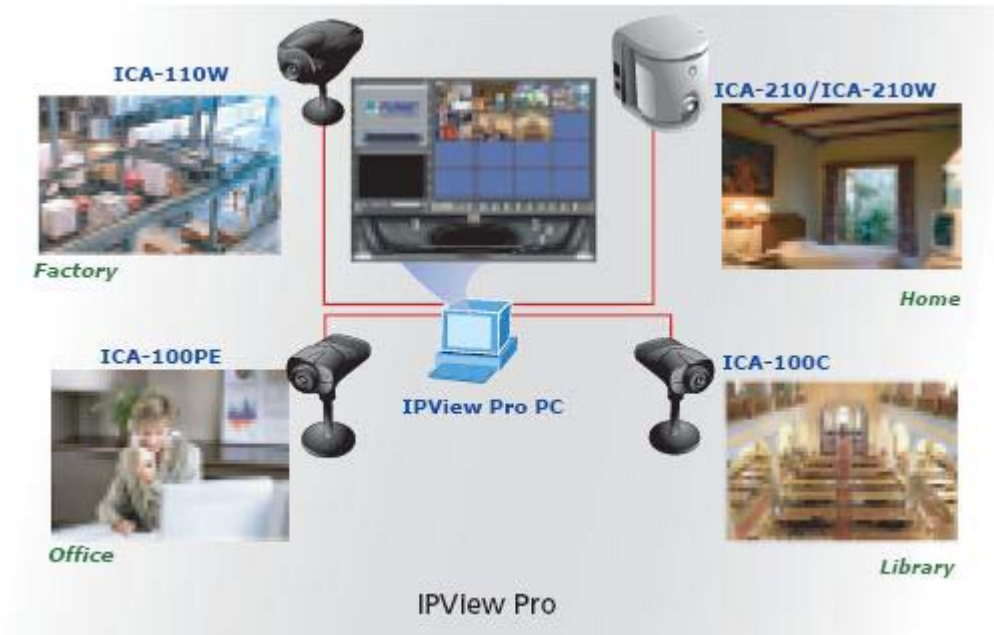 ICA-110W
ICA-210/ICA-210W
Factory
Home
ICA-100PE
ICA-100C
IPView Pro PC
Office
Library
IPView Pro